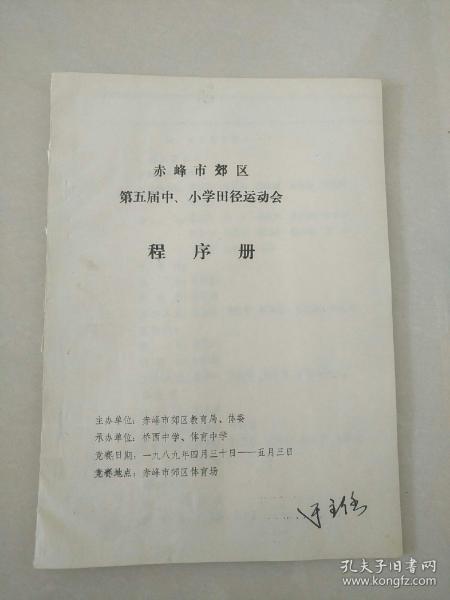 赤峰市郊区
第五届中、小学田径运动会
程序册
主办单位：赤峰市郊区教育局、体委
承办单位：桥西中学、体育中学
竞赛日期：一九八九年四月三十日——五月三日
竞赛地点：赤峰市郊区体育场
主任
孔夫子旧书网
www.kongfz.com